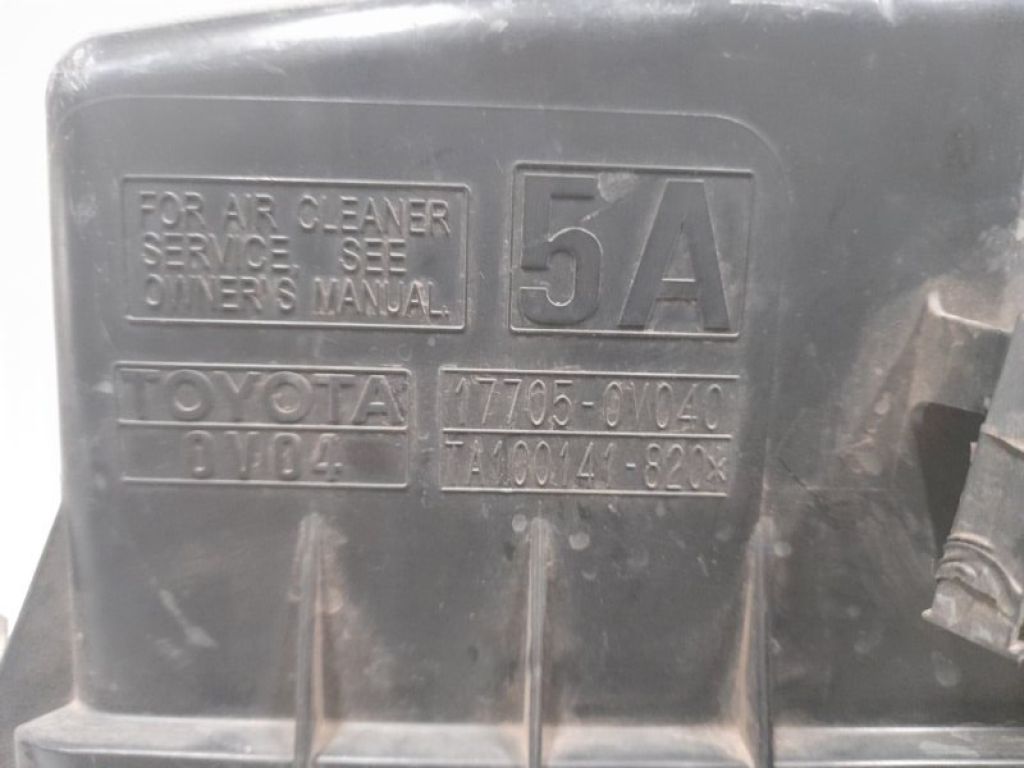 FOR AIR CLEANER
SERVICE, SEE
OWNER'S MANUAL.
5A
TOYOTA
0V04
17705-0V040
TA100141-820*